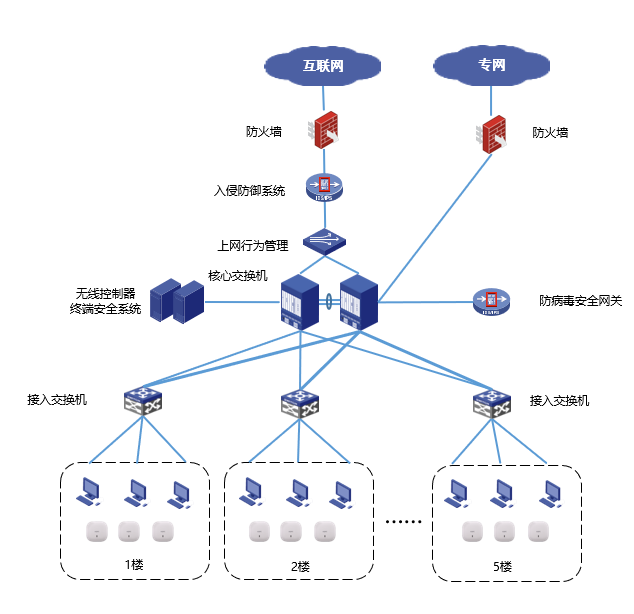 互联网
专网
防火墙
防火墙
入侵防御系统
上网行为管理
核心交换机
无线控制器
终端安全系统
防病毒安全网关
接入交换机
接入交换机
1楼
2楼
……
5楼